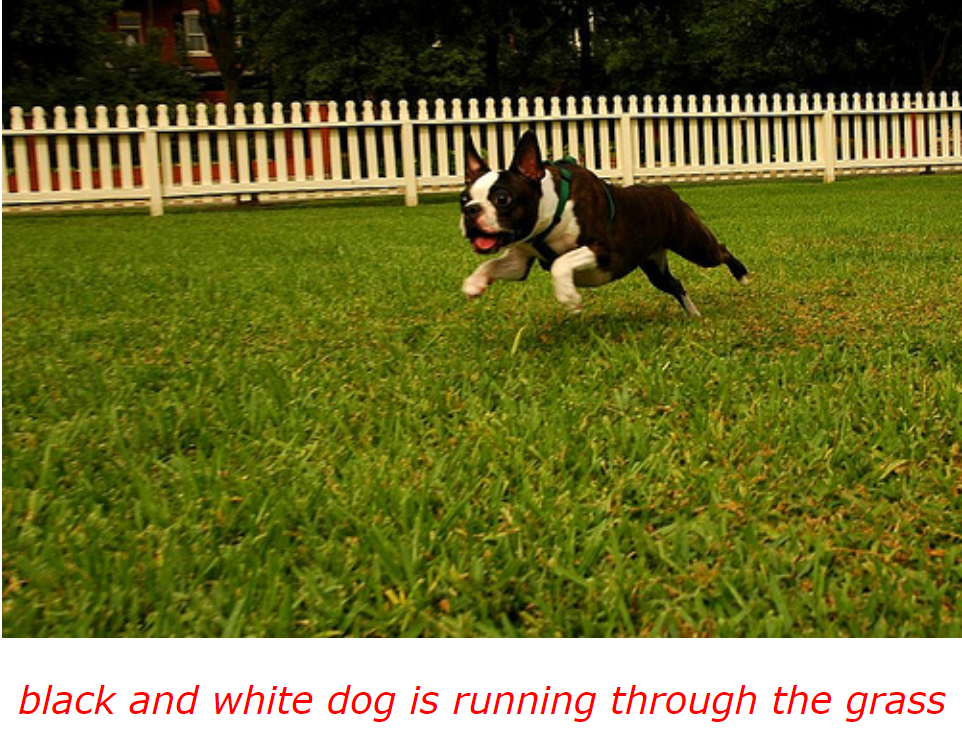 black and white dog is running through the grass